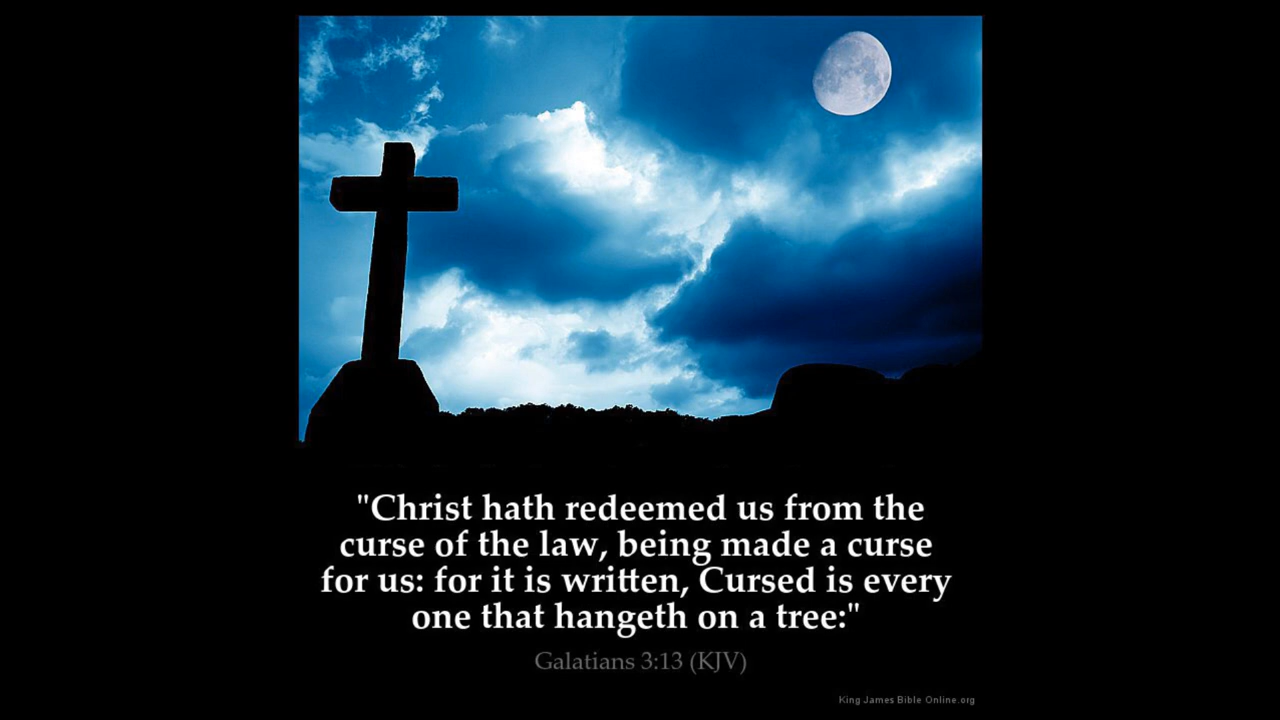 "Christ hath redeemed us from the
curse of the law, being made a curse
for us: for it is written, Cursed is every
one that hangeth on a tree:"
Galatians 3:13 (KJV)
King James Bible Online.org